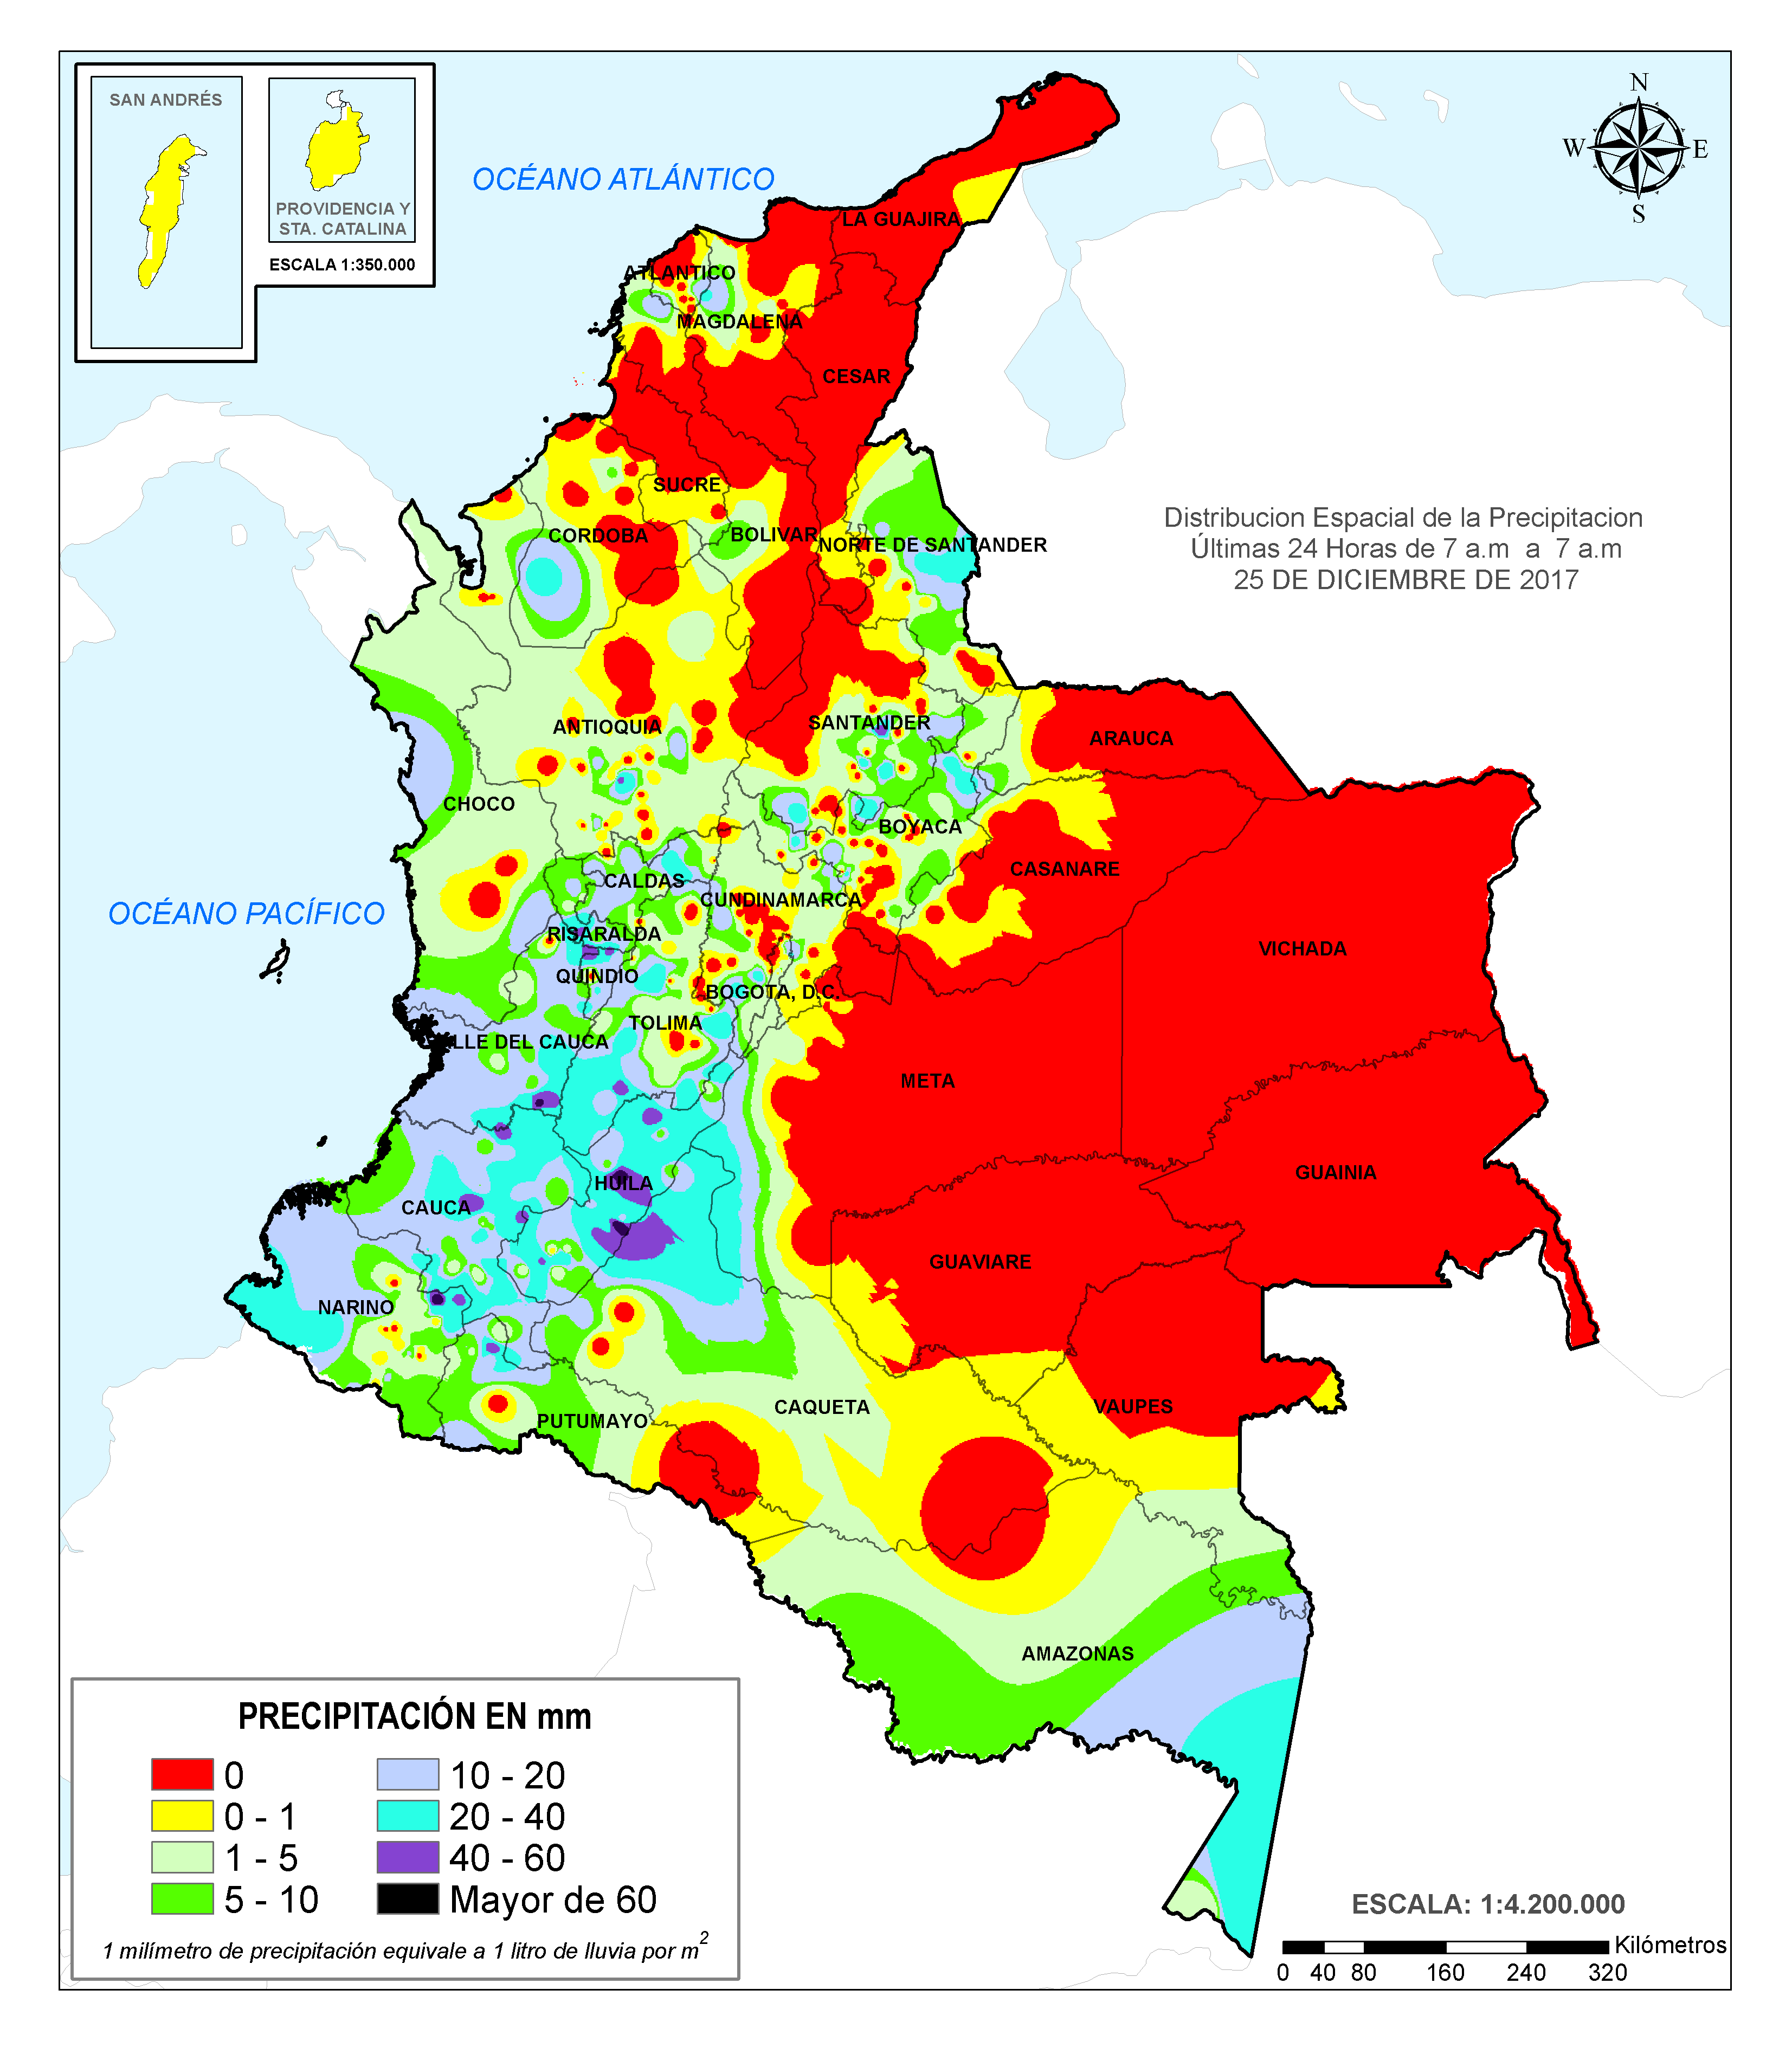 SAN ANDRÉS
PROVIDENCIA Y
STA. CATALINA
ESCALA 1:350.000
OCÉANO ATLÁNTICO
N
W
E
S
LA GUAJIRA
ATLANTICO
MAGDALENA
CESAR
SUCRE
CORDOBA
BOLIVAR
NORTE DE SANTANDER
Distribucion Espacial de la Precipitacion
Últimas 24 Horas de 7 a.m a 7 a.m
25 DE DICIEMBRE DE 2017
ANTIOQUIA
SANTANDER
ARAUCA
CHOCO
BOYACA
CASANARE
CALDAS
CUNDINAMARCA
OCÉANO PACÍFICO
RISARALDA
VICHADA
QUINDIO
BOGOTA, D.C.
TOLIMA
LLE DEL CAUCA
META
HUILA
GUAINIA
CAUCA
GUAVIARE
NARINO
CAQUETA
VAUPES
PUTUMAYO
AMAZONAS
PRECIPITACIÓN EN mm
0
0 - 1
1 - 5
5 - 10
10 - 20
20 - 40
40 - 60
Mayor de 60
1 milímetro de precipitación equivale a 1 litro de lluvia por m²
ESCALA: 1:4.200.000
Kilómetros
0 40 80 160 240 320